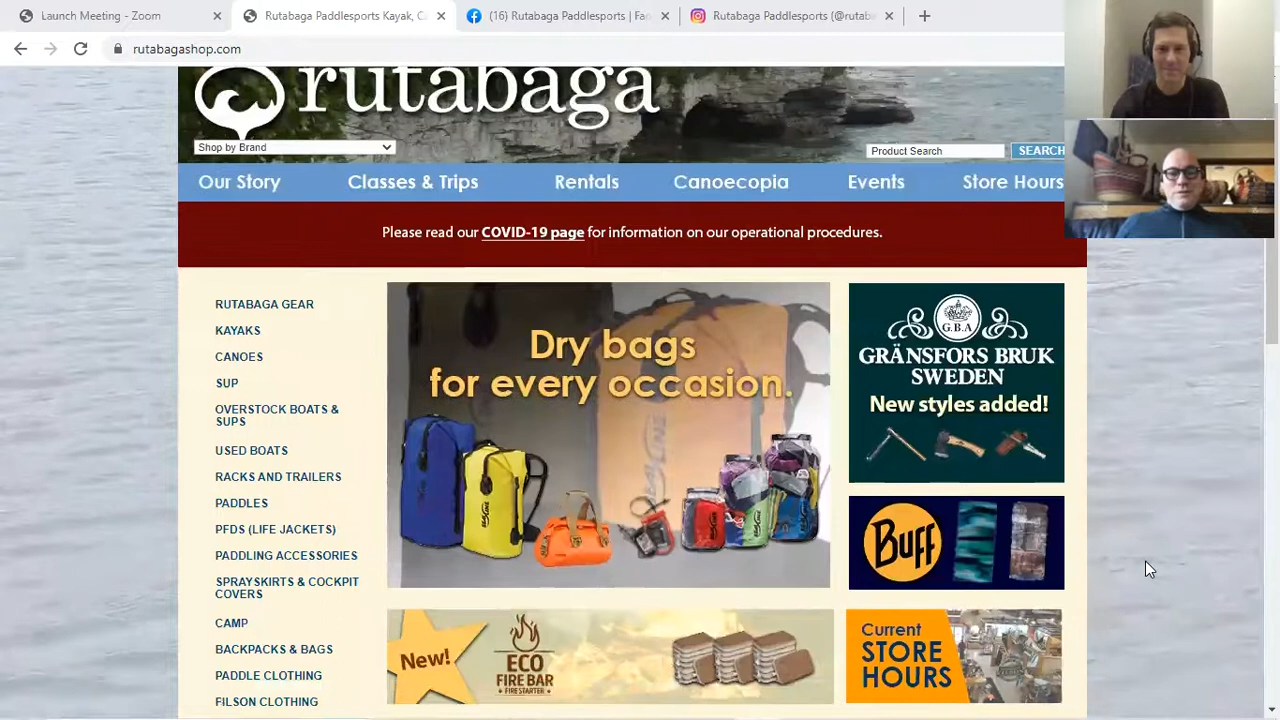 Launch Meeting - Zoom
Rutabaga Paddlesports Kayak, C
(16) Rutabaga Paddlesports | Fa
Rutabaga Paddlesports (@rutab
rutabagashop.com
rutabaga
Shop by Brand
Product Search
SEARCH
Our Story
Classes & Trips
Rentals
Canoecopia
Events
Store Hours
Please read our COVID-19 page for information on our operational procedures.
RUTABAGA GEAR
KAYAKS
CANOES
SUP
OVERSTOCK BOATS &
SUPS
USED BOATS
RACKS AND TRAILERS
PADDLES
PFDS (LIFE JACKETS)
PADDLING ACCESSORIES
SPRAYSKIRTS & COCKPIT
COVERS
CAMP
BACKPACKS & BAGS
PADDLE CLOTHING
FILSON CLOTHING
Dry bags
for every occasion.
G.B.A
GRÄNSFORS BRUK
SWEDEN
New styles added!
BUFF
New!
ECO
FIRE BAR
FIRE STARTER
Current
STORE
HOURS